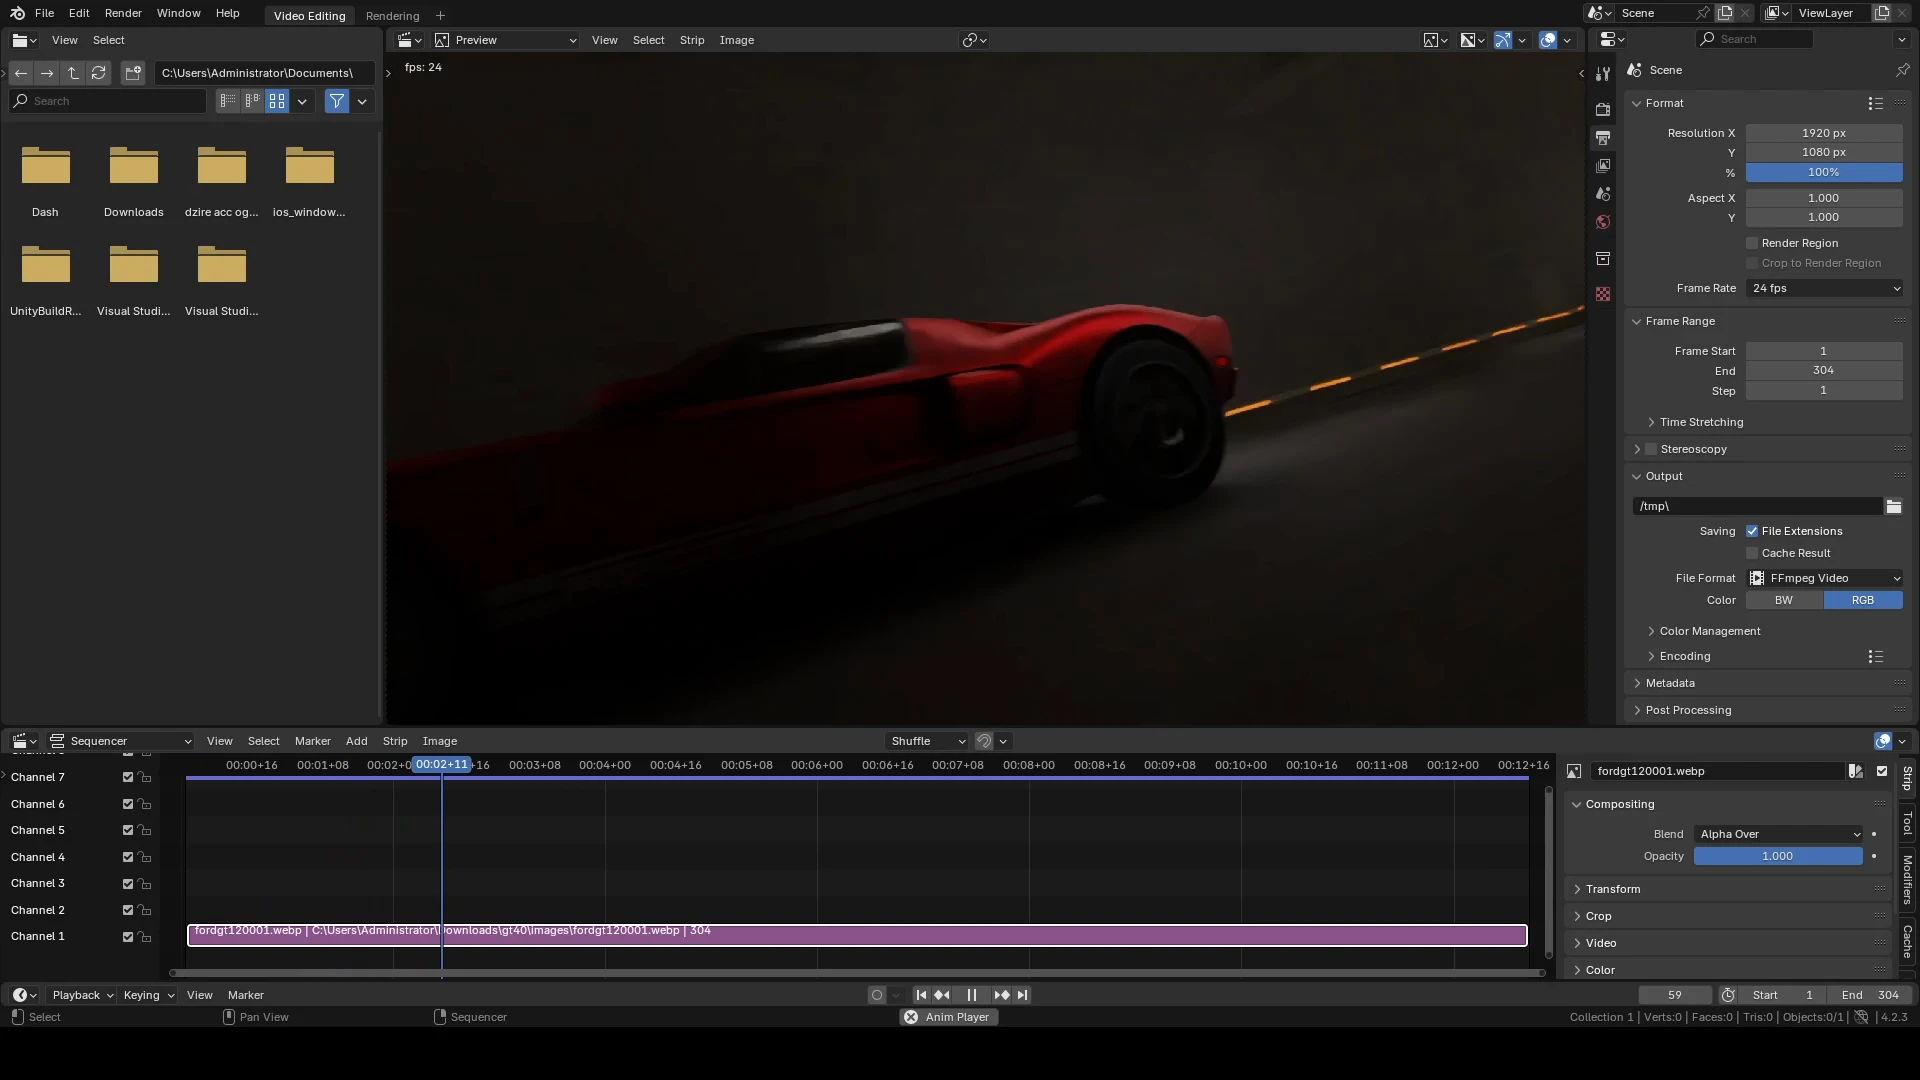 File Edit Render Window Help Video Editing Rendering + Scene ViewLayer
View Select
C:\Users\Administrator\Documents\
Search
Dash Downloads dzire acc og... ios_window...
UnityBuildR... Visual Studi... Visual Studi...
Preview View Select Strip Image
fps: 24
Search
Scene
Format
Resolution X 1920 px
Y 1080 px
% 100%
Aspect X 1.000
Y 1.000
Render Region
Crop to Render Region
Frame Rate 24 fps
Frame Range
Frame Start 1
End 304
Step 1
Time Stretching
Stereoscopy
Output
/tmp\
Saving File Extensions
Cache Result
File Format FFmpeg Video
Color BW RGB
Color Management
Encoding
Metadata
Post Processing
Sequencer View Select Marker Add Strip Image Shuffle
00:00+16 00:01+08 00:02+11 00:03+08 00:04+00 00:04+16 00:05+08 00:06+00 00:06+16 00:07+08 00:08+00 00:08+16 00:09+08 00:10+00 00:10+16 00:11+08 00:12+00 00:12+16
Channel 7
Channel 6
Channel 5
Channel 4
Channel 3
Channel 2
Channel 1
fordgt120001.webp | C:\Users\Administrator\Downloads\gt40\images\fordgt120001.webp | 304
fordgt120001.webp
Compositing
Blend Alpha Over
Opacity 1.000
Transform
Crop
Video
Color
Strip
Tool
Modifiers
Cache
Playback Keying View Marker 59 Start 1 End 304
Select Pan View Sequencer Anim Player Collection 1 | Verts:0 | Faces:0 | Tris:0 | Objects:0/1 | 4.2.3